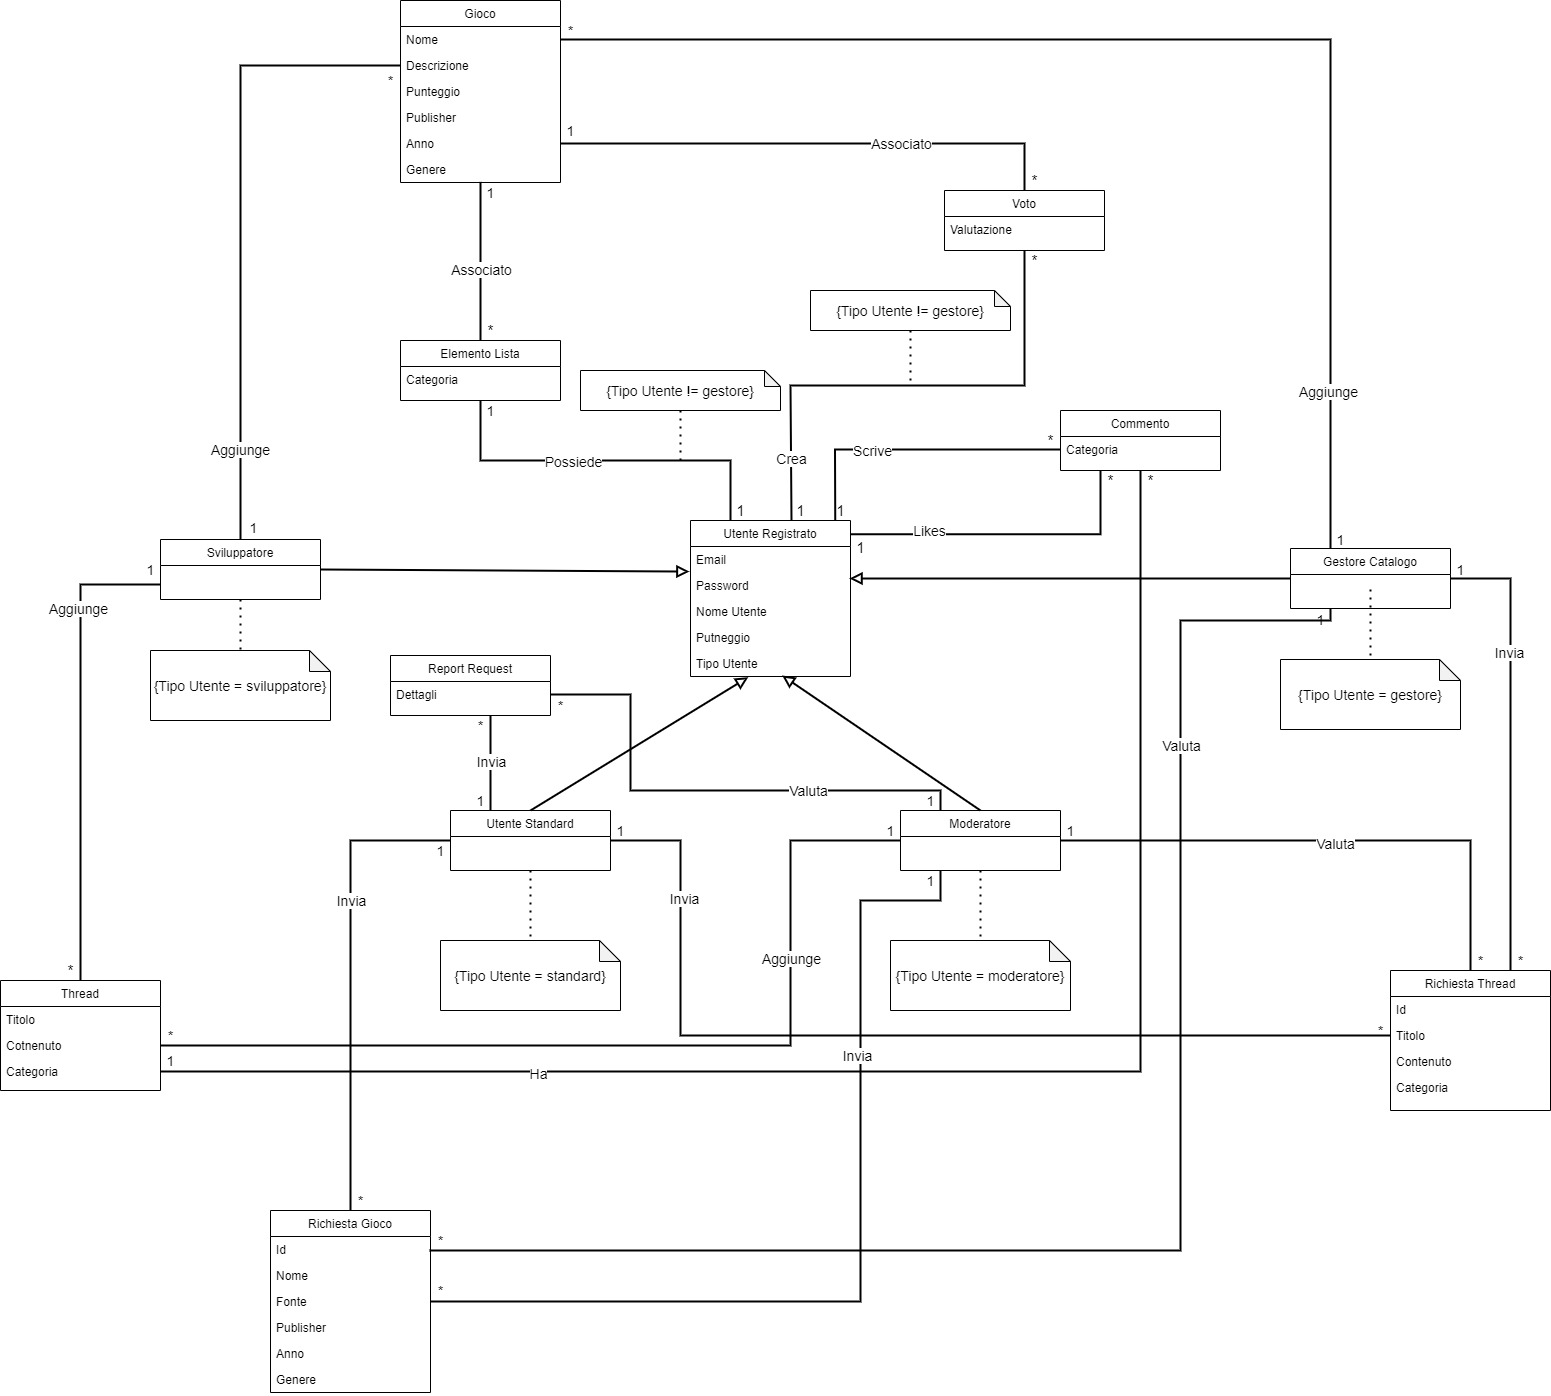 Gioco
Nome
Descrizione
Punteggio
Publisher
Anno
Genere
*
*
1
1
Associato
*
Voto
Valutazione
*
Associato
*
{Tipo Utente != gestore}
Elemento Lista
Categoria
1
{Tipo Utente != gestore}
Aggiunge
Commento
Categoria
*
*
*
Aggiunge
Possiede
Crea
Scrive
1
1
1
Utente Registrato
Email
Password
Nome Utente
Putneggio
Tipo Utente
Likes
1
1
Sviluppatore
1
Aggiunge
{Tipo Utente = sviluppatore}
1
Gestore Catalogo
1
1
Invia
{Tipo Utente = gestore}
Report Request
Dettagli
*
*
Invia
1
Valuta
1
Valuta
Utente Standard
1
1
Invia
Invia
{Tipo Utente = standard}
Moderatore
1
1
1
Valuta
Aggiunge
{Tipo Utente = moderatore}
*
Thread
Titolo
Cotnenuto
Categoria
*
1
Ha
Invia
*
*
*
Richiesta Thread
Id
Titolo
Contenuto
Categoria
*
Richiesta Gioco
Id
Nome
Fonte
Publisher
Anno
Genere
*
*